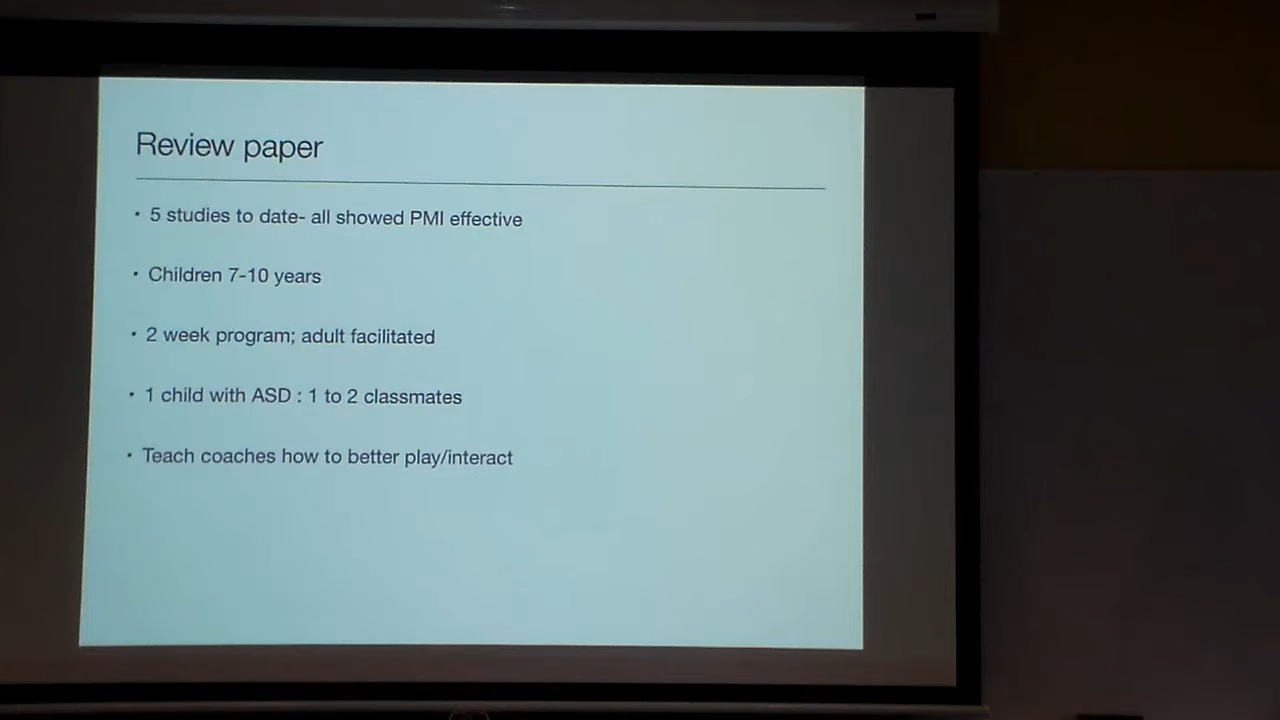 Review paper
• 5 studies to date- all showed PMI effective
• Children 7-10 years
• 2 week program; adult facilitated
• 1 child with ASD : 1 to 2 classmates
• Teach coaches how to better play/interact